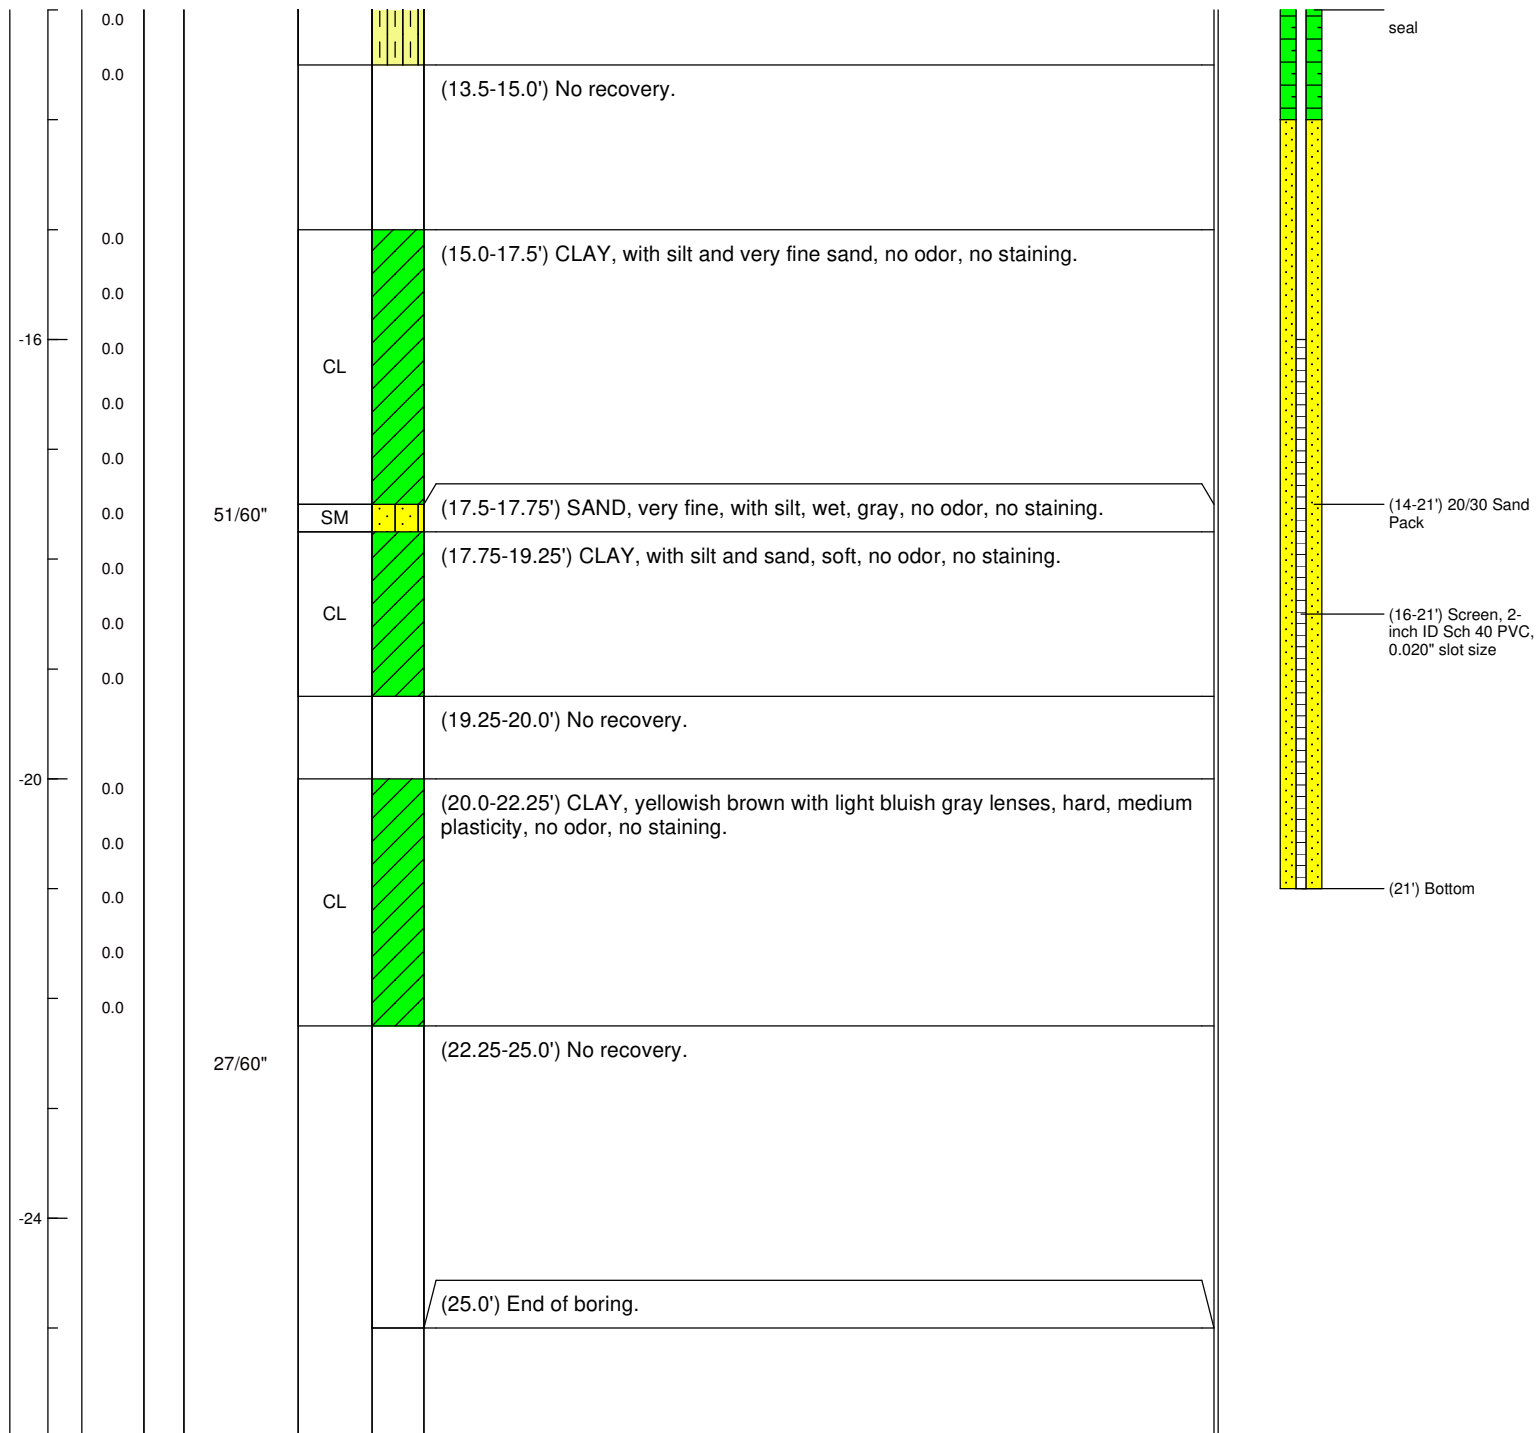 0.0
seal
0.0
(13.5-15.0') No recovery.
0.0
(15.0-17.5') CLAY, with silt and very fine sand, no odor, no staining.
0.0
-16
0.0
CL
0.0
0.0
51/60"
0.0
SM
(17.5-17.75') SAND, very fine, with silt, wet, gray, no odor, no staining.
(14-21') 20/30 Sand
Pack
(17.75-19.25') CLAY, with silt and sand, soft, no odor, no staining.
0.0
CL
0.0
(16-21') Screen, 2-
inch ID Sch 40 PVC,
0.020" slot size
0.0
(19.25-20.0') No recovery.
-20
0.0
(20.0-22.25') CLAY, yellowish brown with light bluish gray lenses, hard, medium
plasticity, no odor, no staining.
0.0
(21') Bottom
0.0
CL
0.0
0.0
27/60"
(22.25-25.0') No recovery.
-24
(25.0') End of boring.